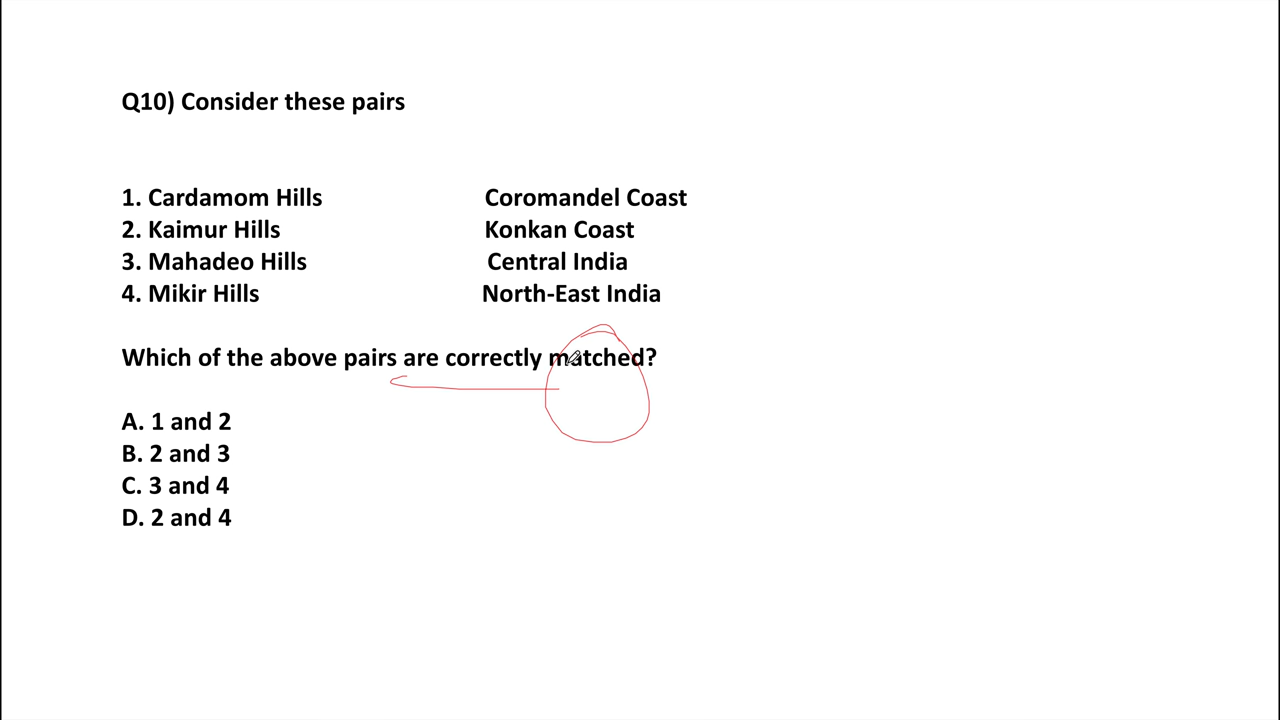 Q10) Consider these pairs
1. Cardamom Hills Coromandel Coast
2. Kaimur Hills Konkan Coast
3. Mahadeo Hills Central India
4. Mikir Hills North-East India
Which of the above pairs are correctly matched?
A. 1 and 2
B. 2 and 3
C. 3 and 4
D. 2 and 4